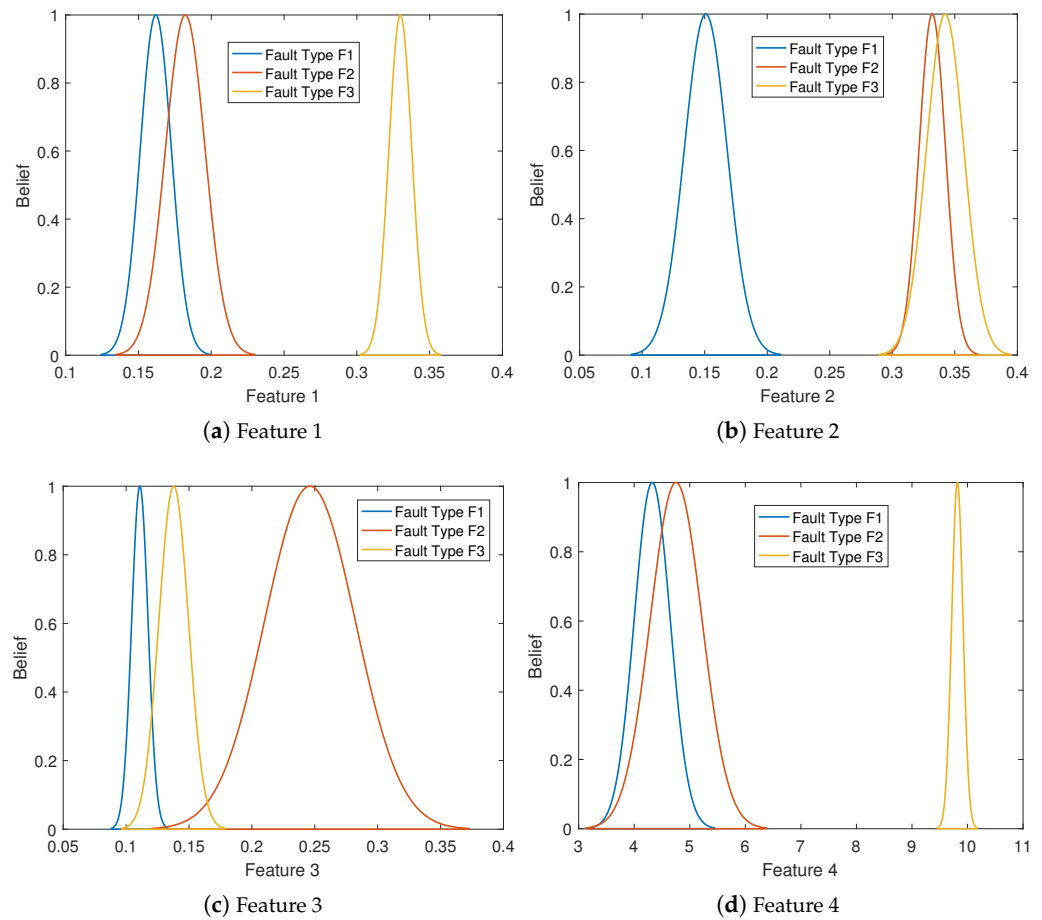 Belief
1
0.8
0.6
0.4
0.2
0
Fault Type F1
Fault Type F2
Fault Type F3
0.1 0.15 0.2 0.25 0.3 0.35 0.4
Feature 1
(a) Feature 1
Belief
1
0.8
0.6
0.4
0.2
0
Fault Type F1
Fault Type F2
Fault Type F3
0.05 0.1 0.15 0.2 0.25 0.3 0.35 0.4
Feature 2
(b) Feature 2
Belief
1
0.8
0.6
0.4
0.2
0
Fault Type F1
Fault Type F2
Fault Type F3
0.05 0.1 0.15 0.2 0.25 0.3 0.35 0.4
Feature 3
(c) Feature 3
Belief
1
0.8
0.6
0.4
0.2
0
Fault Type F1
Fault Type F2
Fault Type F3
3 4 5 6 7 8 9 10 11
Feature 4
(d) Feature 4